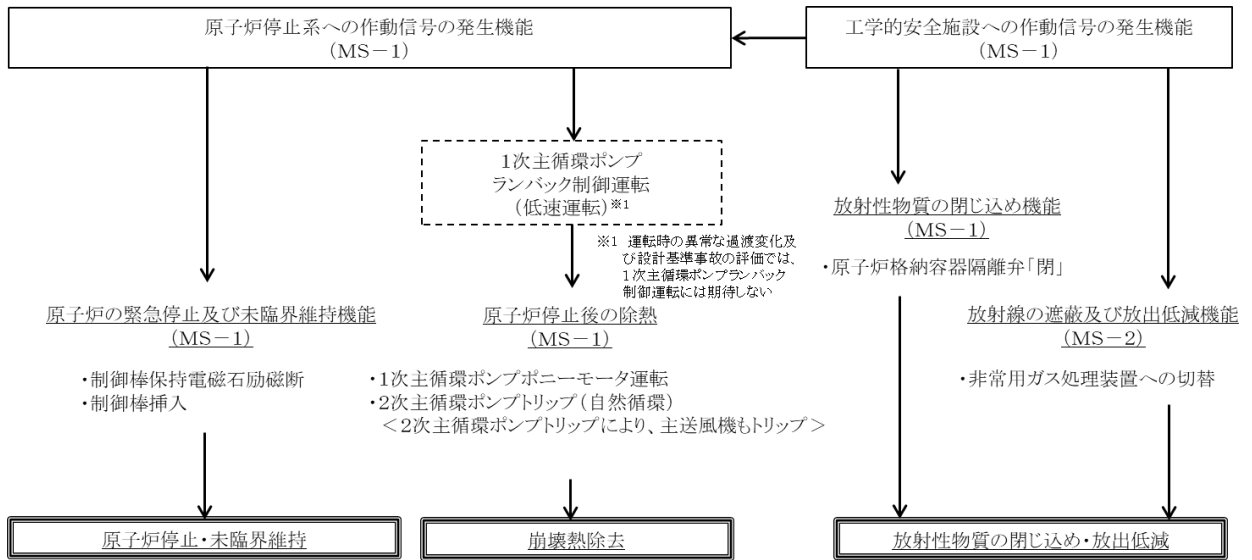 原子炉停止系への作動信号の発生機能
(MS－1)
工学的安全施設への作動信号の発生機能
(MS－1)
1次主循環ポンプ
ランバック制御運転
(低速運転)※1
※1 運転時の異常な過渡変化及
び設計基準事故の評価では、
1次主循環ポンプランバック
制御運転には期待しない
放射性物質の閉じ込め機能
(MS－1)
・原子炉格納容器隔離弁「閉」
原子炉の緊急停止及び未臨界維持機能
(MS－1)
・制御棒保持電磁石励磁断
・制御棒挿入
原子炉停止後の除熱
(MS－1)
・1次主循環ポンプポニーモータ運転
・2次主循環ポンプトリップ(自然循環)
＜2次主循環ポンプトリップにより、主送風機もトリップ＞
放射線の遮蔽及び放出低減機能
(MS－2)
・非常用ガス処理装置への切替
原子炉停止・未臨界維持
崩壊熱除去
放射性物質の閉じ込め・放出低減